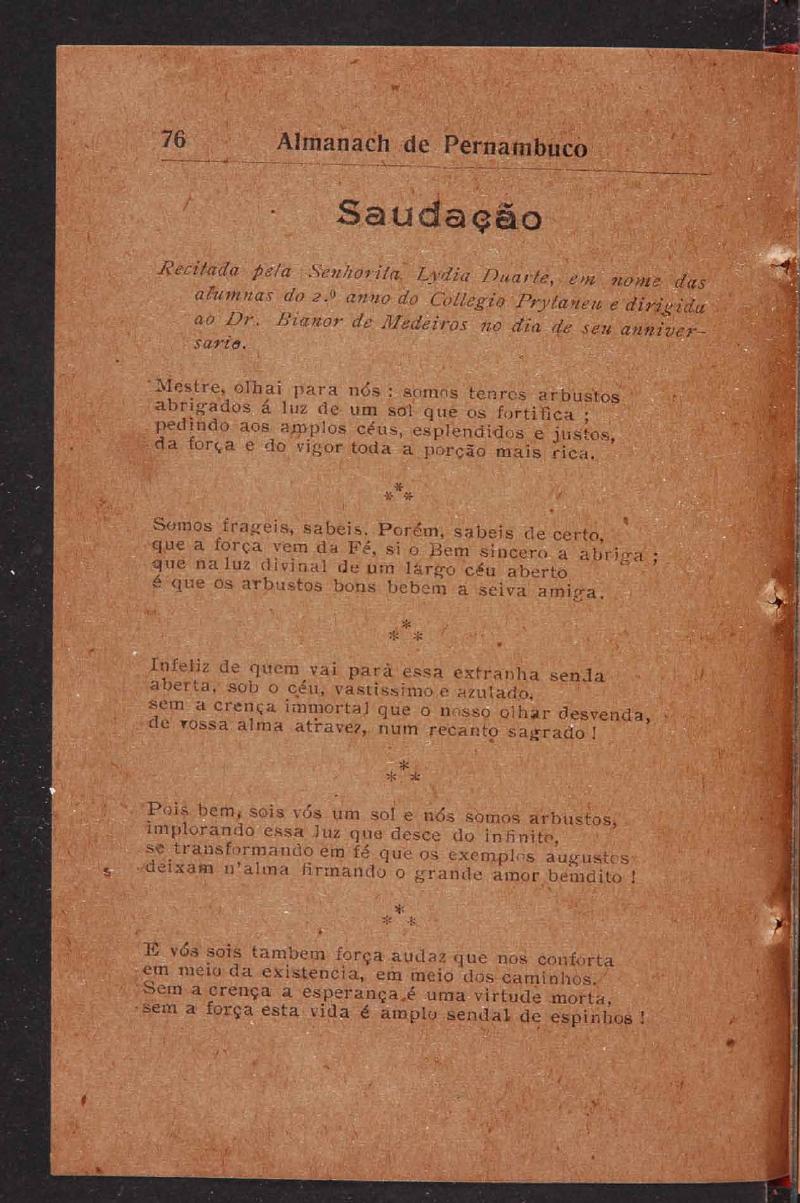 76 Almanach de Pernambuco
Saudação
Recitada pela Senhorita Lydia Duarte, em nome das
alumnas do 2.º anno do Collegio Prytaneu e dirigida
ao Dr. Bianor de Medeiros no dia de seu anniver-
sario.
Mestre, olhai para nós : somos tenros arbustos
abrigados á luz de um sol que os fortifica ;
pedindo aos amplos céus, esplendidos e justos,
da força e do vigor toda a porção mais rica.
*
* *
Somos frageis, sabeis. Porém, sabeis de certo,
que a força vem da Fé, si o Bem sincero a abriga ;
que na luz divinal de um largo céu aberto
é que os arbustos bons bebem a seiva amiga.
*
* *
Infeliz de quem vai para essa extranha senda
aberta, sob o céu, vastissimo e azulado,
sem a crença immortal que o nosso olhar desvenda,
de vossa alma atravez, num recanto sagrado !
*
* *
Pois bem, sois vós um sol e nós somos arbustos,
implorando essa luz que desce do infinito,
se transformando em fé que os exemplos augustos
deixam n'alma firmando o grande amor bemdito !
*
* *
E vós sois tambem força audaz que nos conforta
em meio da existencia, em meio dos caminhos.
Sem a crença a esperança é uma virtude morta,
sem a força esta vida é amplo sendal de espinhos !